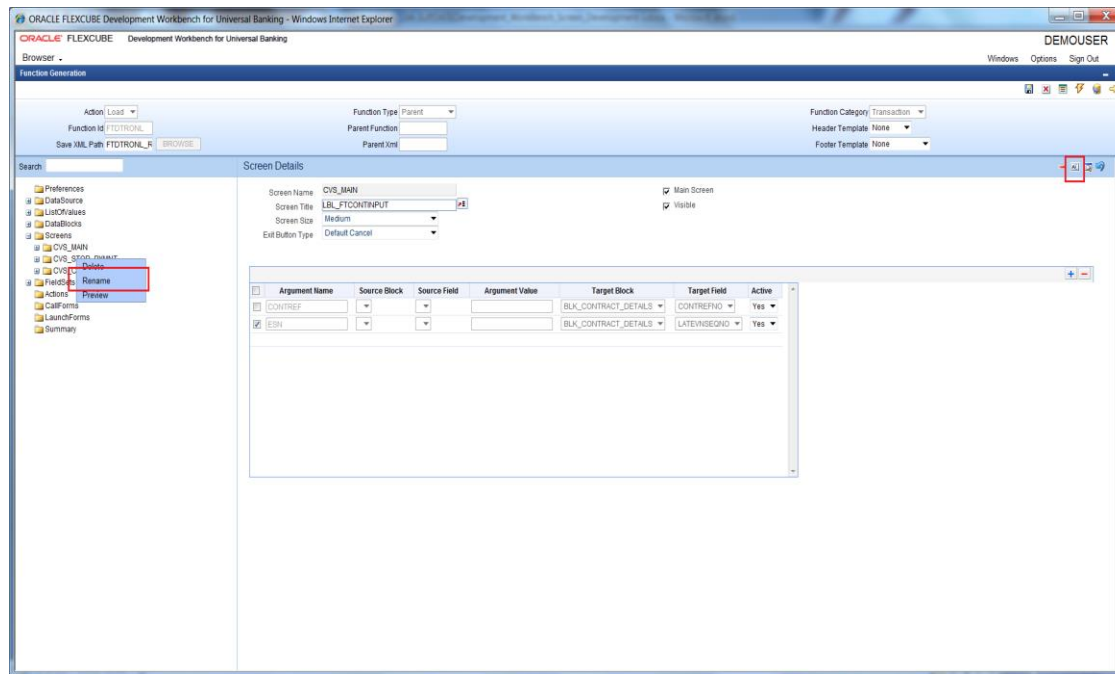 ORACLE FLEXCUBE Development Workbench for Universal Banking - Windows Internet Explorer
ORACLE FLEXCUBE Development Workbench for Universal Banking DEMOUSER
Browser Windows Options Sign Out
Function Generation
Action Load Function Type Parent Function Category Transaction
Function Id FTDTRONL Parent Function Header Template None
Save XML Path FTDTRONL_R BROWSE Parent Xml Footer Template None
Search Screen Details
Preferences
DataSource
ListOfValues
DataBlocks
Screens
CVS_MAIN
CVS_STOP_PYMNT
CVS_C
FieldSets
Actions
CallForms
LaunchForms
Summary
Delete
Rename
Preview
Screen Name CVS_MAIN Main Screen
Screen Title LBL_FTCONTINPUT Visible
Screen Size Medium
Exit Button Type Default Cancel
Argument Name Source Block Source Field Argument Value Target Block Target Field Active
CONTREF BLK_CONTRACT_DETAILS CONTREFNO Yes
ESN BLK_CONTRACT_DETAILS LATEVNSEQNO Yes